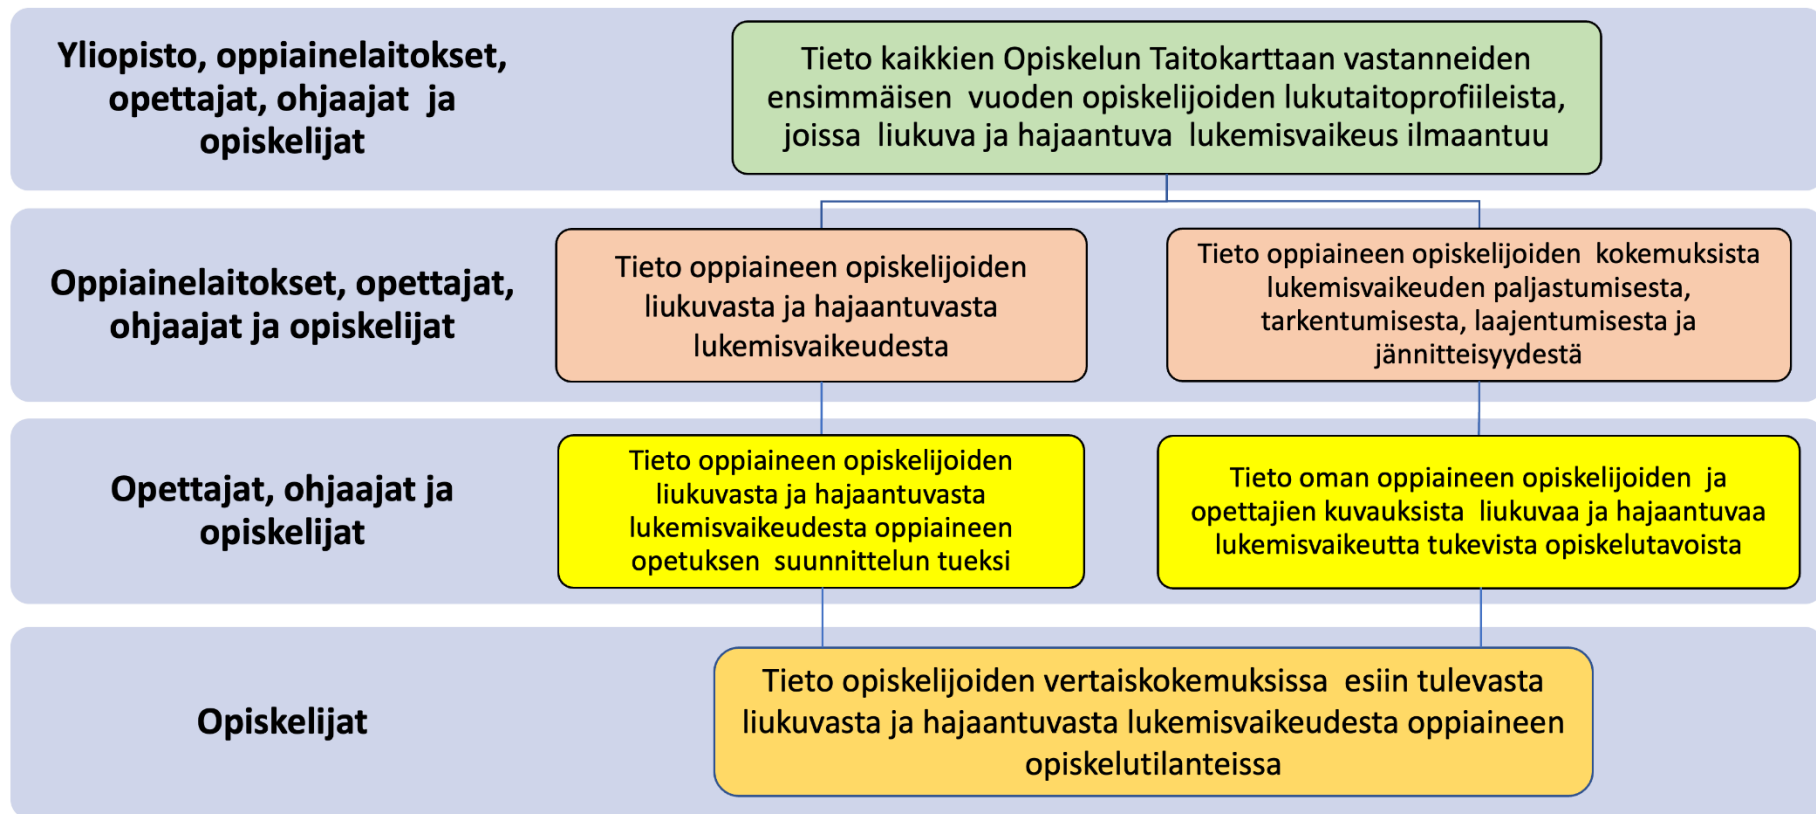 Yliopisto, oppiainelaitokset,
opettajat, ohjaajat ja
opiskelijat
Tieto kaikkien Opiskelun Taitokarttaan vastanneiden
ensimmäisen vuoden opiskelijoiden lukutaitoprofiileista,
joissa liukuva ja hajaantuva lukemisvaikeus ilmaantuu
Oppiainelaitokset, opettajat,
ohjaajat ja opiskelijat
Tieto oppiaineen opiskelijoiden
liukuvasta ja hajaantuvasta
lukemisvaikeudesta
Tieto oppiaineen opiskelijoiden kokemuksista
lukemisvaikeuden paljastumisesta,
tarkentumisesta, laajentumisesta ja
jännitteisyydestä
Opettajat, ohjaajat ja
opiskelijat
Tieto oppiaineen opiskelijoiden
liukuvasta ja hajaantuvasta
lukemisvaikeudesta oppiaineen
opetuksen suunnittelun tueksi
Tieto oman oppiaineen opiskelijoiden ja
opettajien kuvauksista liukuvaa ja hajaantuvaa
lukemisvaikeutta tukevista opiskelutavoista
Opiskelijat
Tieto opiskelijoiden vertaiskokemuksissa esiin tulevasta
liukuvasta ja hajaantuvasta lukemisvaikeudesta oppiaineen
opiskelutilanteissa